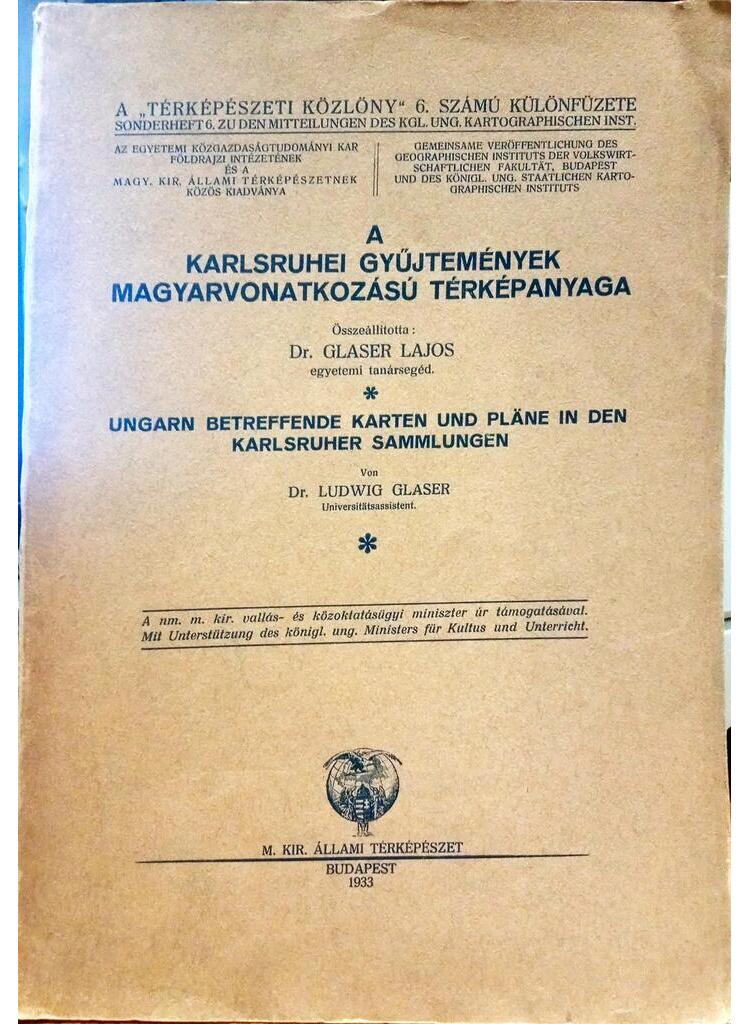 A „TÉRKÉPÉSZETI KÖZLÖNY" 6. SZÁMÚ KÜLÖNFÜZETE
SONDERHEFT 6. ZU DEN MITTEILUNGEN DES KGL. UNG. KARTOGRAPHISCHEN INST.
AZ EGYETEMI KÖZGAZDASÁGTUDOMÁNYI KAR
FÖLDRAJZI INTÉZETÉNEK
ÉS A
MAGY. KIR. ÁLLAMI TÉRKÉPÉSZETNEK
KÖZÖS KIADVÁNYA
GEMEINSAME VERÖFFENTLICHUNG DES
GEOGRAPHISCHEN INSTITUTS DER VOLKSWIRT-
SCHAFTLICHEN FAKULTÄT, BUDAPEST
UND DES KÖNIGL. UNG. STAATLICHEN KARTO-
GRAPHISCHEN INSTITUTS
A
KARLSRUHEI GYŰJTEMÉNYEK
MAGYARVONATKOZÁSÚ TÉRKÉPANYAGA
Összeállította :
Dr. GLASER LAJOS
egyetemi tanársegéd.
*
UNGARN BETREFFENDE KARTEN UND PLÄNE IN DEN
KARLSRUHER SAMMLUNGEN
Von
Dr. LUDWIG GLASER
Universitätsassistent.
*
A nm. m. kir. vallás- és közoktatásügyi miniszter úr támogatásával.
Mit Unterstützung des königl. ung. Ministers für Kultus und Unterricht.
M. KIR. ÁLLAMI TÉRKÉPÉSZET
BUDAPEST
1933